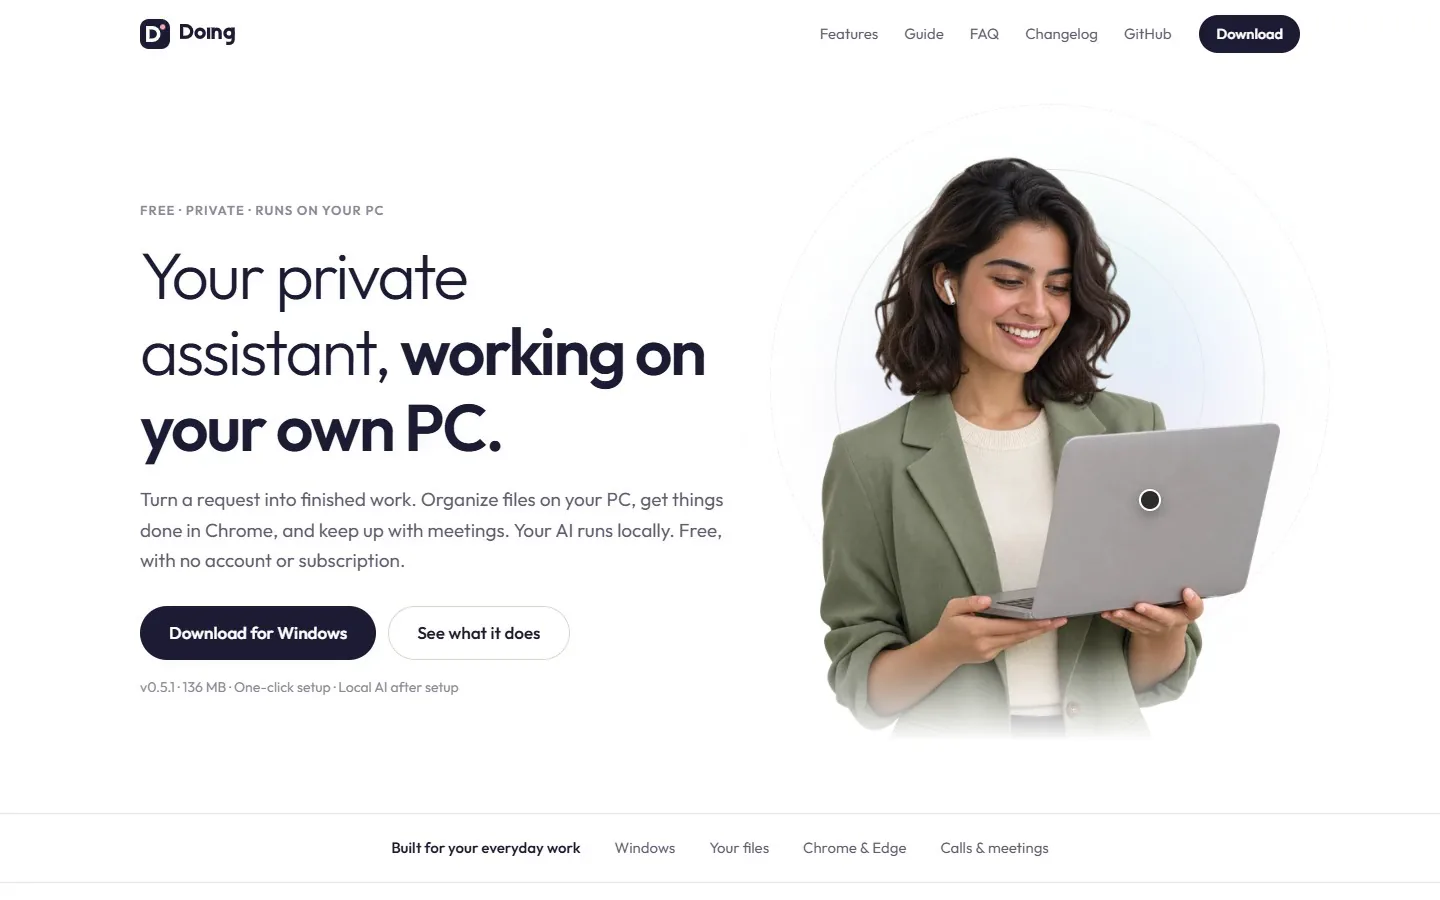 Doing
Features
Guide
FAQ
Changelog
GitHub
Download
FREE · PRIVATE · RUNS ON YOUR PC
Your private
assistant, working on
your own PC.
Turn a request into finished work. Organize files on your PC, get things
done in Chrome, and keep up with meetings. Your AI runs locally. Free,
with no account or subscription.
Download for Windows
See what it does
v0.5.1 · 136 MB · One-click setup · Local AI after setup
Built for your everyday work
Windows
Your files
Chrome & Edge
Calls & meetings